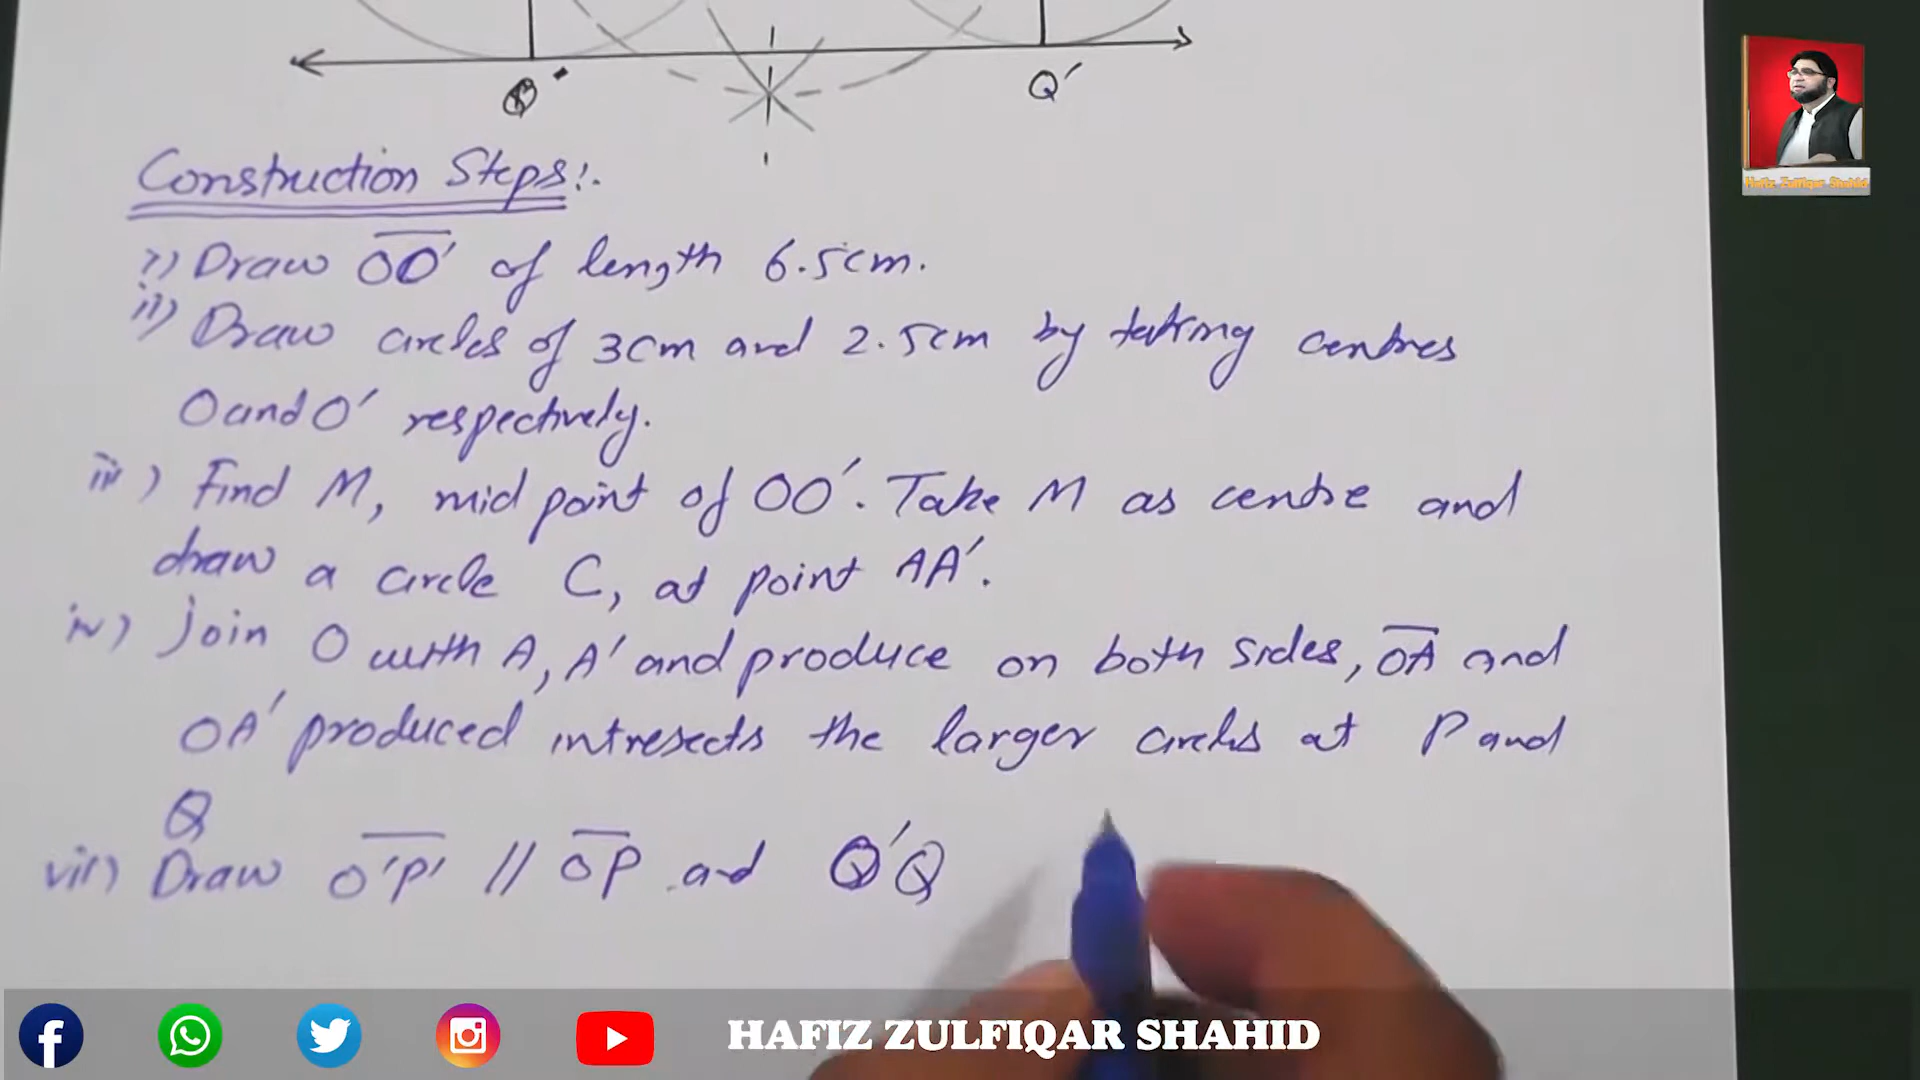 Q Q'
Hafiz Zulfiqar Shahid
Construction Steps:.
i) Draw OO' of length 6.5cm.
ii) Draw circles of 3cm and 2.5cm by taking centres
O and O' respectively.
iii) Find M, mid point of OO'. Take M as centre and
draw a circle C, at point AA'.
iv) Join O with A, A' and produce on both sides, OA and
OA' produced intresects the larger circles at P and
Q
vii) Draw O'P' // OP and Q'Q
HAFIZ ZULFIQAR SHAHID